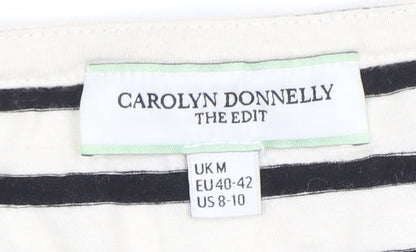 CAROLYN DONNELLY
THE EDIT
UK M
EU 40-42
US 8-10